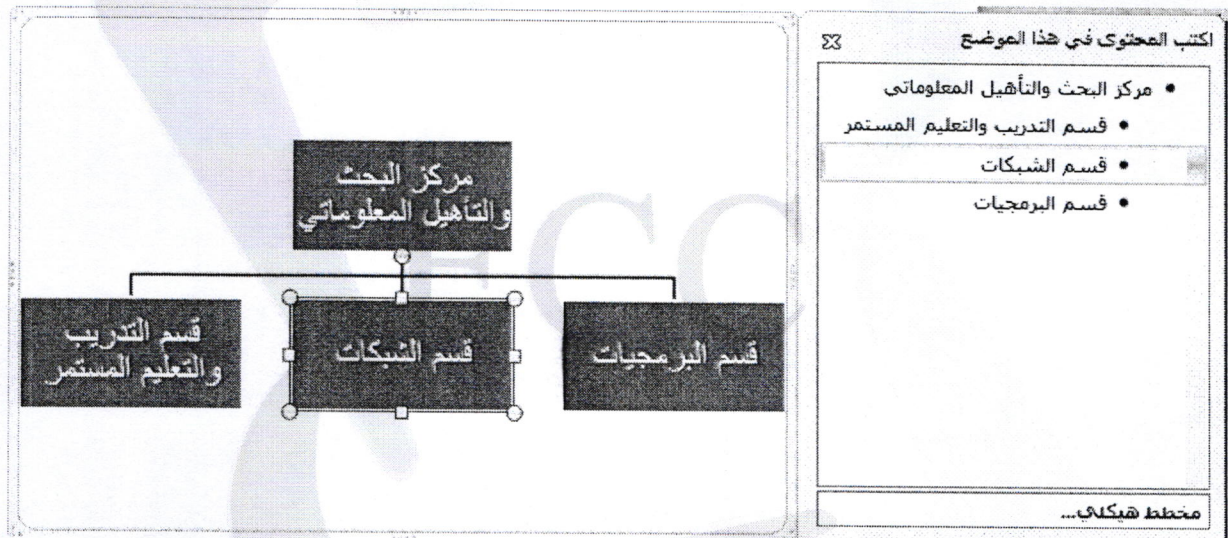 اكتب المحتوى في هذا الموضع
مركز البحث والتأهيل المعلوماتي
قسم التدريب والتعليم المستمر
قسم الشبكات
قسم البرمجيات
مخطط هيكلي...
مركز البحث
والتأهيل المعلوماتي
قسم البرمجيات
قسم الشبكات
قسم التدريب
والتعليم المستمر